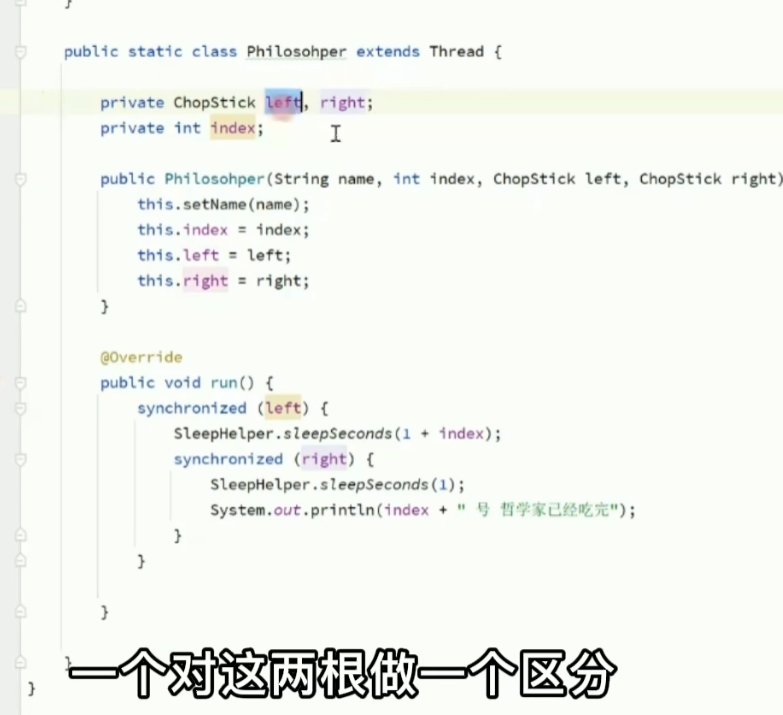 }
public static class Philosohper extends Thread {
private ChopStick left, right;
private int index;
public Philosohper(String name, int index, ChopStick left, ChopStick right)
this.setName(name);
this.index = index;
this.left = left;
this.right = right;
}
@Override
public void run() {
synchronized (left) {
SleepHelper.sleepSeconds(1 + index);
synchronized (right) {
SleepHelper.sleepSeconds(1);
System.out.println(index + " 号 哲学家已经吃完");
}
}
}
}
一个对这两根做一个区分
}